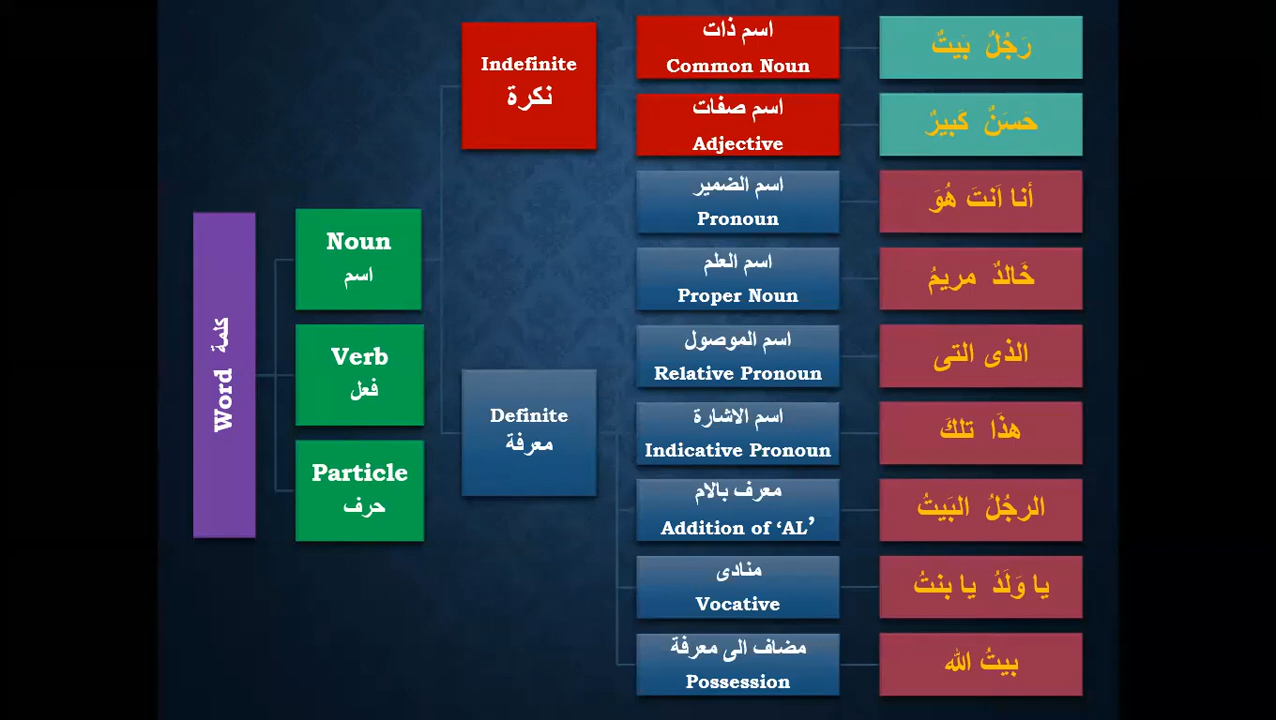 كلمة Word
Noun
اسم
Verb
فعل
Particle
حرف
Indefinite
نكرة
Definite
معرفة
اسم ذات
Common Noun
رَجُلٌ بَيتٌ
اسم صفات
Adjective
حسَنٌ كَبيرٌ
اسم الضمير
Pronoun
أنا اَنتَ هُوَ
اسم العلم
Proper Noun
خَالدٌ مريمُ
اسم الموصول
Relative Pronoun
الذى التى
اسم الاشارة
Indicative Pronoun
هذَا تلكَ
معرف بالام
Addition of ‘AL’
الرجُلُ البَيتُ
منادى
Vocative
يا وَلَدُ يا بنتُ
مضاف الى معرفة
Possession
بيتُ الله